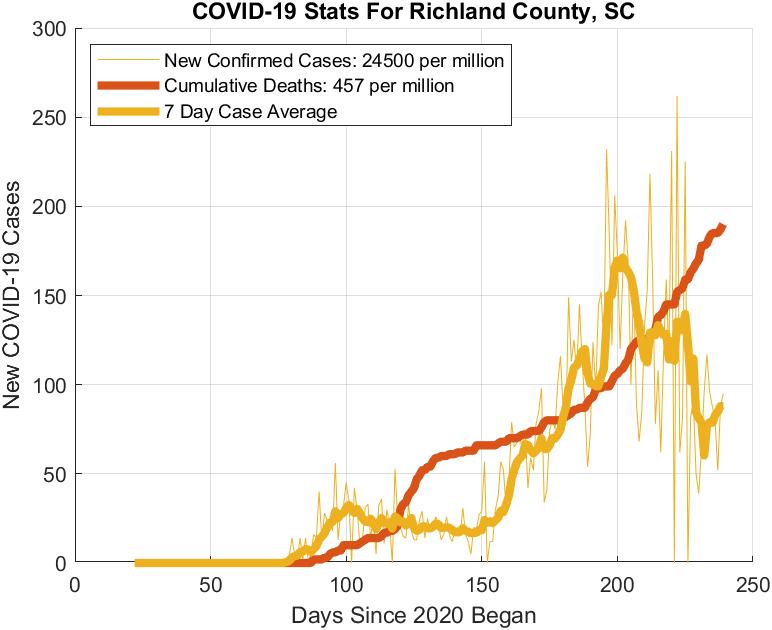 COVID-19 Stats For Richland County, SC
300
250
200
150
100
50
0
New COVID-19 Cases
New Confirmed Cases: 24500 per million
Cumulative Deaths: 457 per million
7 Day Case Average
0 50 100 150 200 250
Days Since 2020 Began